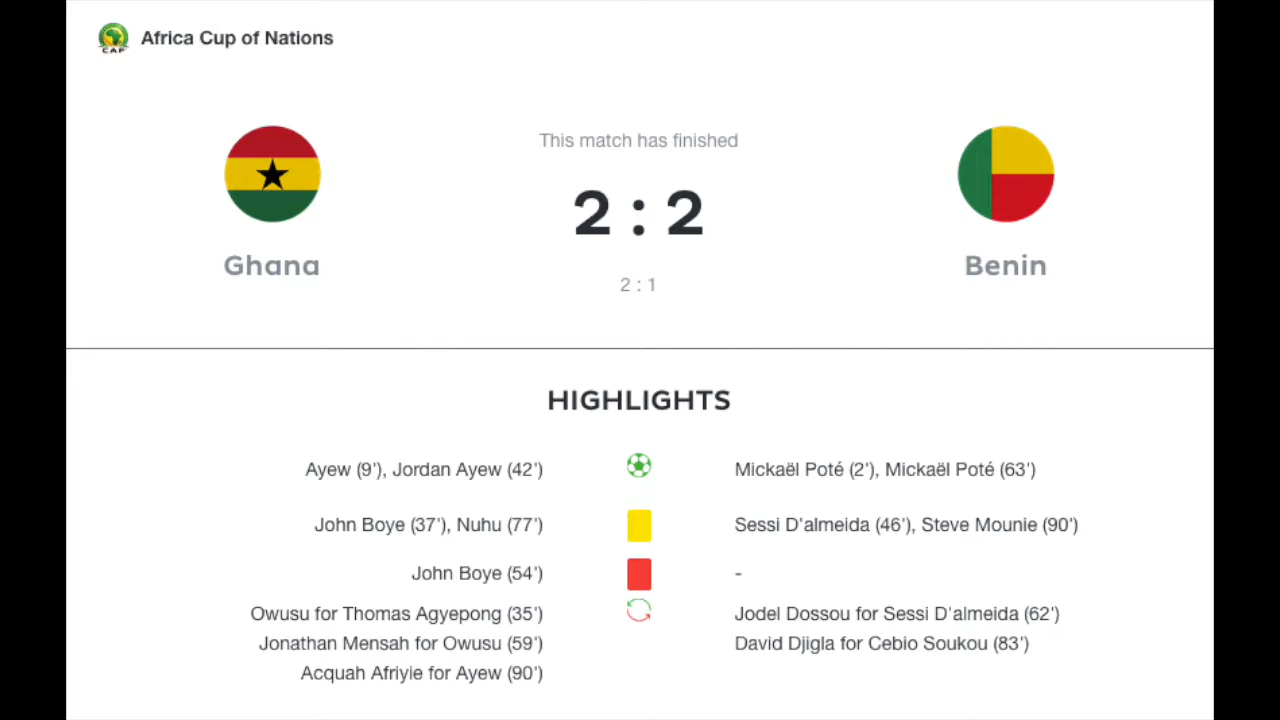 CAF
Africa Cup of Nations
This match has finished
2 : 2
Ghana
Benin
2 : 1
HIGHLIGHTS
Ayew (9'), Jordan Ayew (42')
Mickaël Poté (2'), Mickaël Poté (63')
John Boye (37'), Nuhu (77')
Sessi D'almeida (46'), Steve Mounie (90')
John Boye (54')
-
Owusu for Thomas Agyepong (35')
Jodel Dossou for Sessi D'almeida (62')
Jonathan Mensah for Owusu (59')
David Djigla for Cebio Soukou (83')
Acquah Afriyie for Ayew (90')